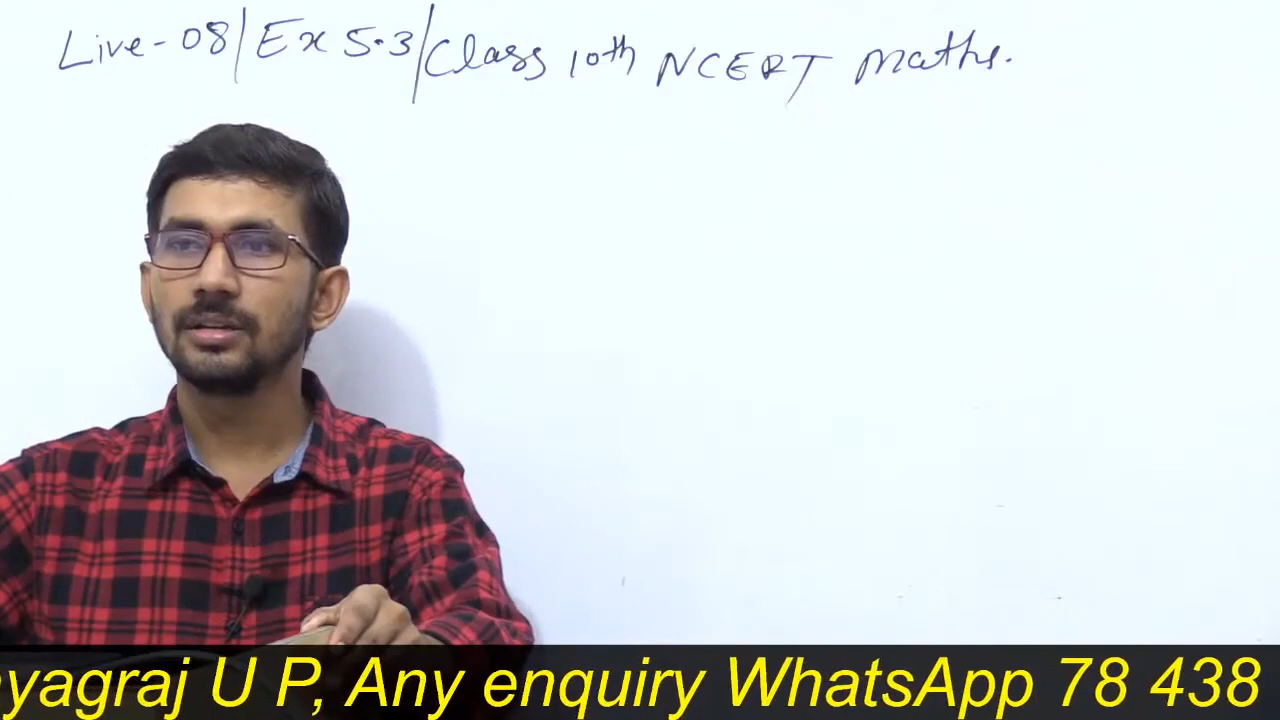 Live-08/Ex 5.3/Class 10th NCERT Maths.
yagraj U P, Any enquiry WhatsApp 78 438